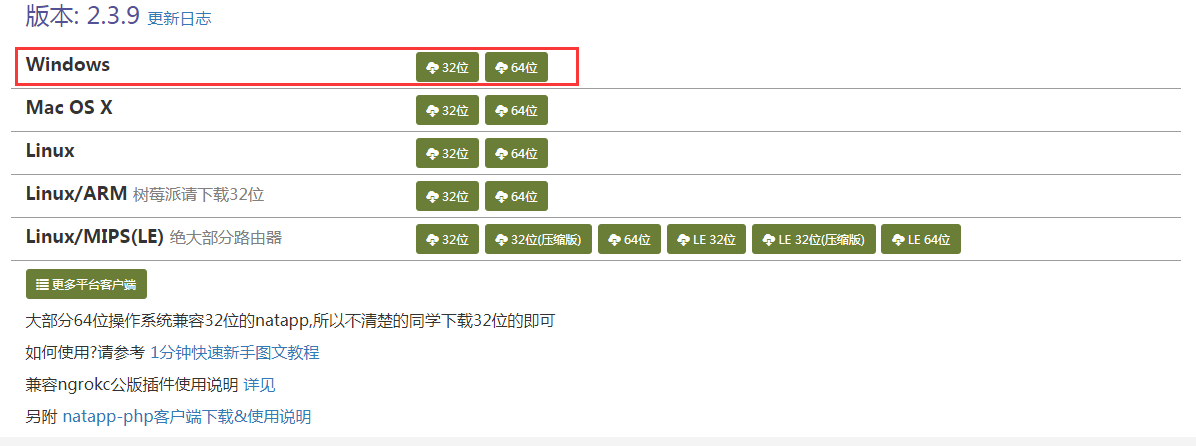 版本: 2.3.9 更新日志
Windows 32位 64位
Mac OS X 32位 64位
Linux 32位 64位
Linux/ARM 树莓派请下载32位 32位 64位
Linux/MIPS(LE) 绝大部分路由器 32位 32位(压缩版) 64位 LE 32位 LE 32位(压缩版) LE 64位
更多平台客户端
大部分64位操作系统兼容32位的natapp,所以不清楚的同学下载32位的即可
如何使用?请参考 1分钟快速新手图文教程
兼容ngrokc公版插件使用说明 详见
另附 natapp-php客户端下载&使用说明